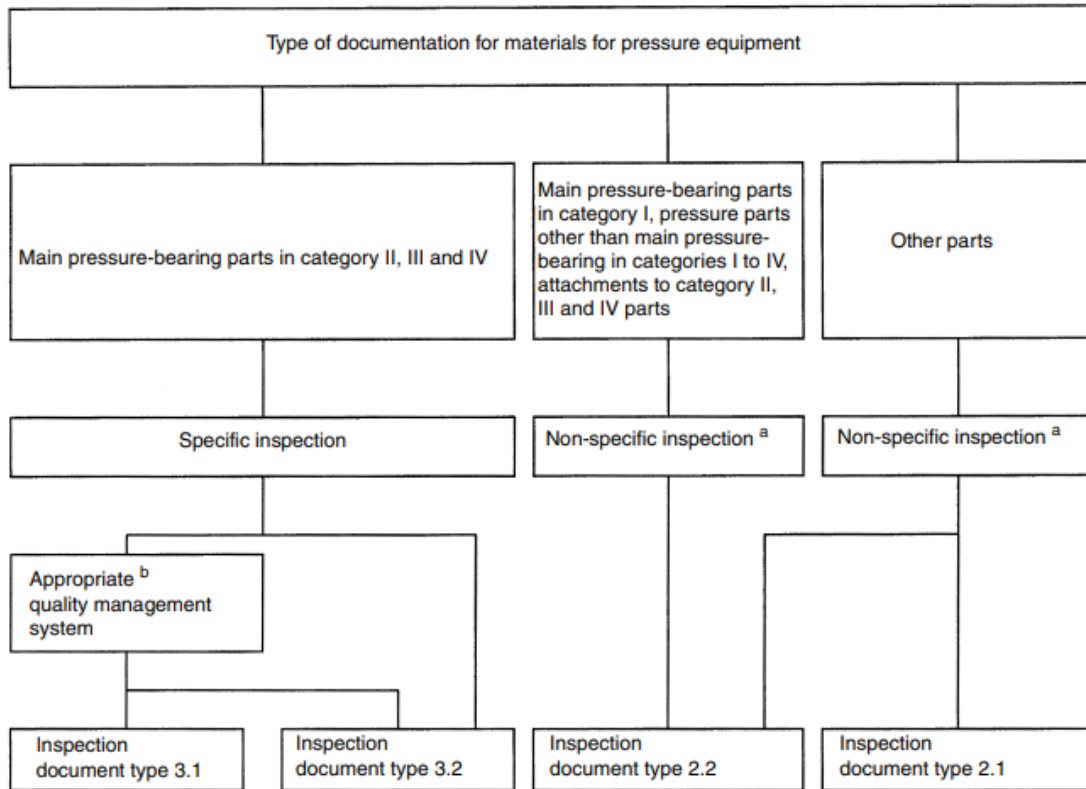 Type of documentation for materials for pressure equipment
Main pressure-bearing parts in category II, III and IV
Main pressure-bearing parts
in category I, pressure parts
other than main pressure-
bearing in categories I to IV,
attachments to category II,
III and IV parts
Other parts
Specific inspection
Non-specific inspection a
Non-specific inspection a
Appropriate b
quality management
system
Inspection
document type 3.1
Inspection
document type 3.2
Inspection
document type 2.2
Inspection
document type 2.1